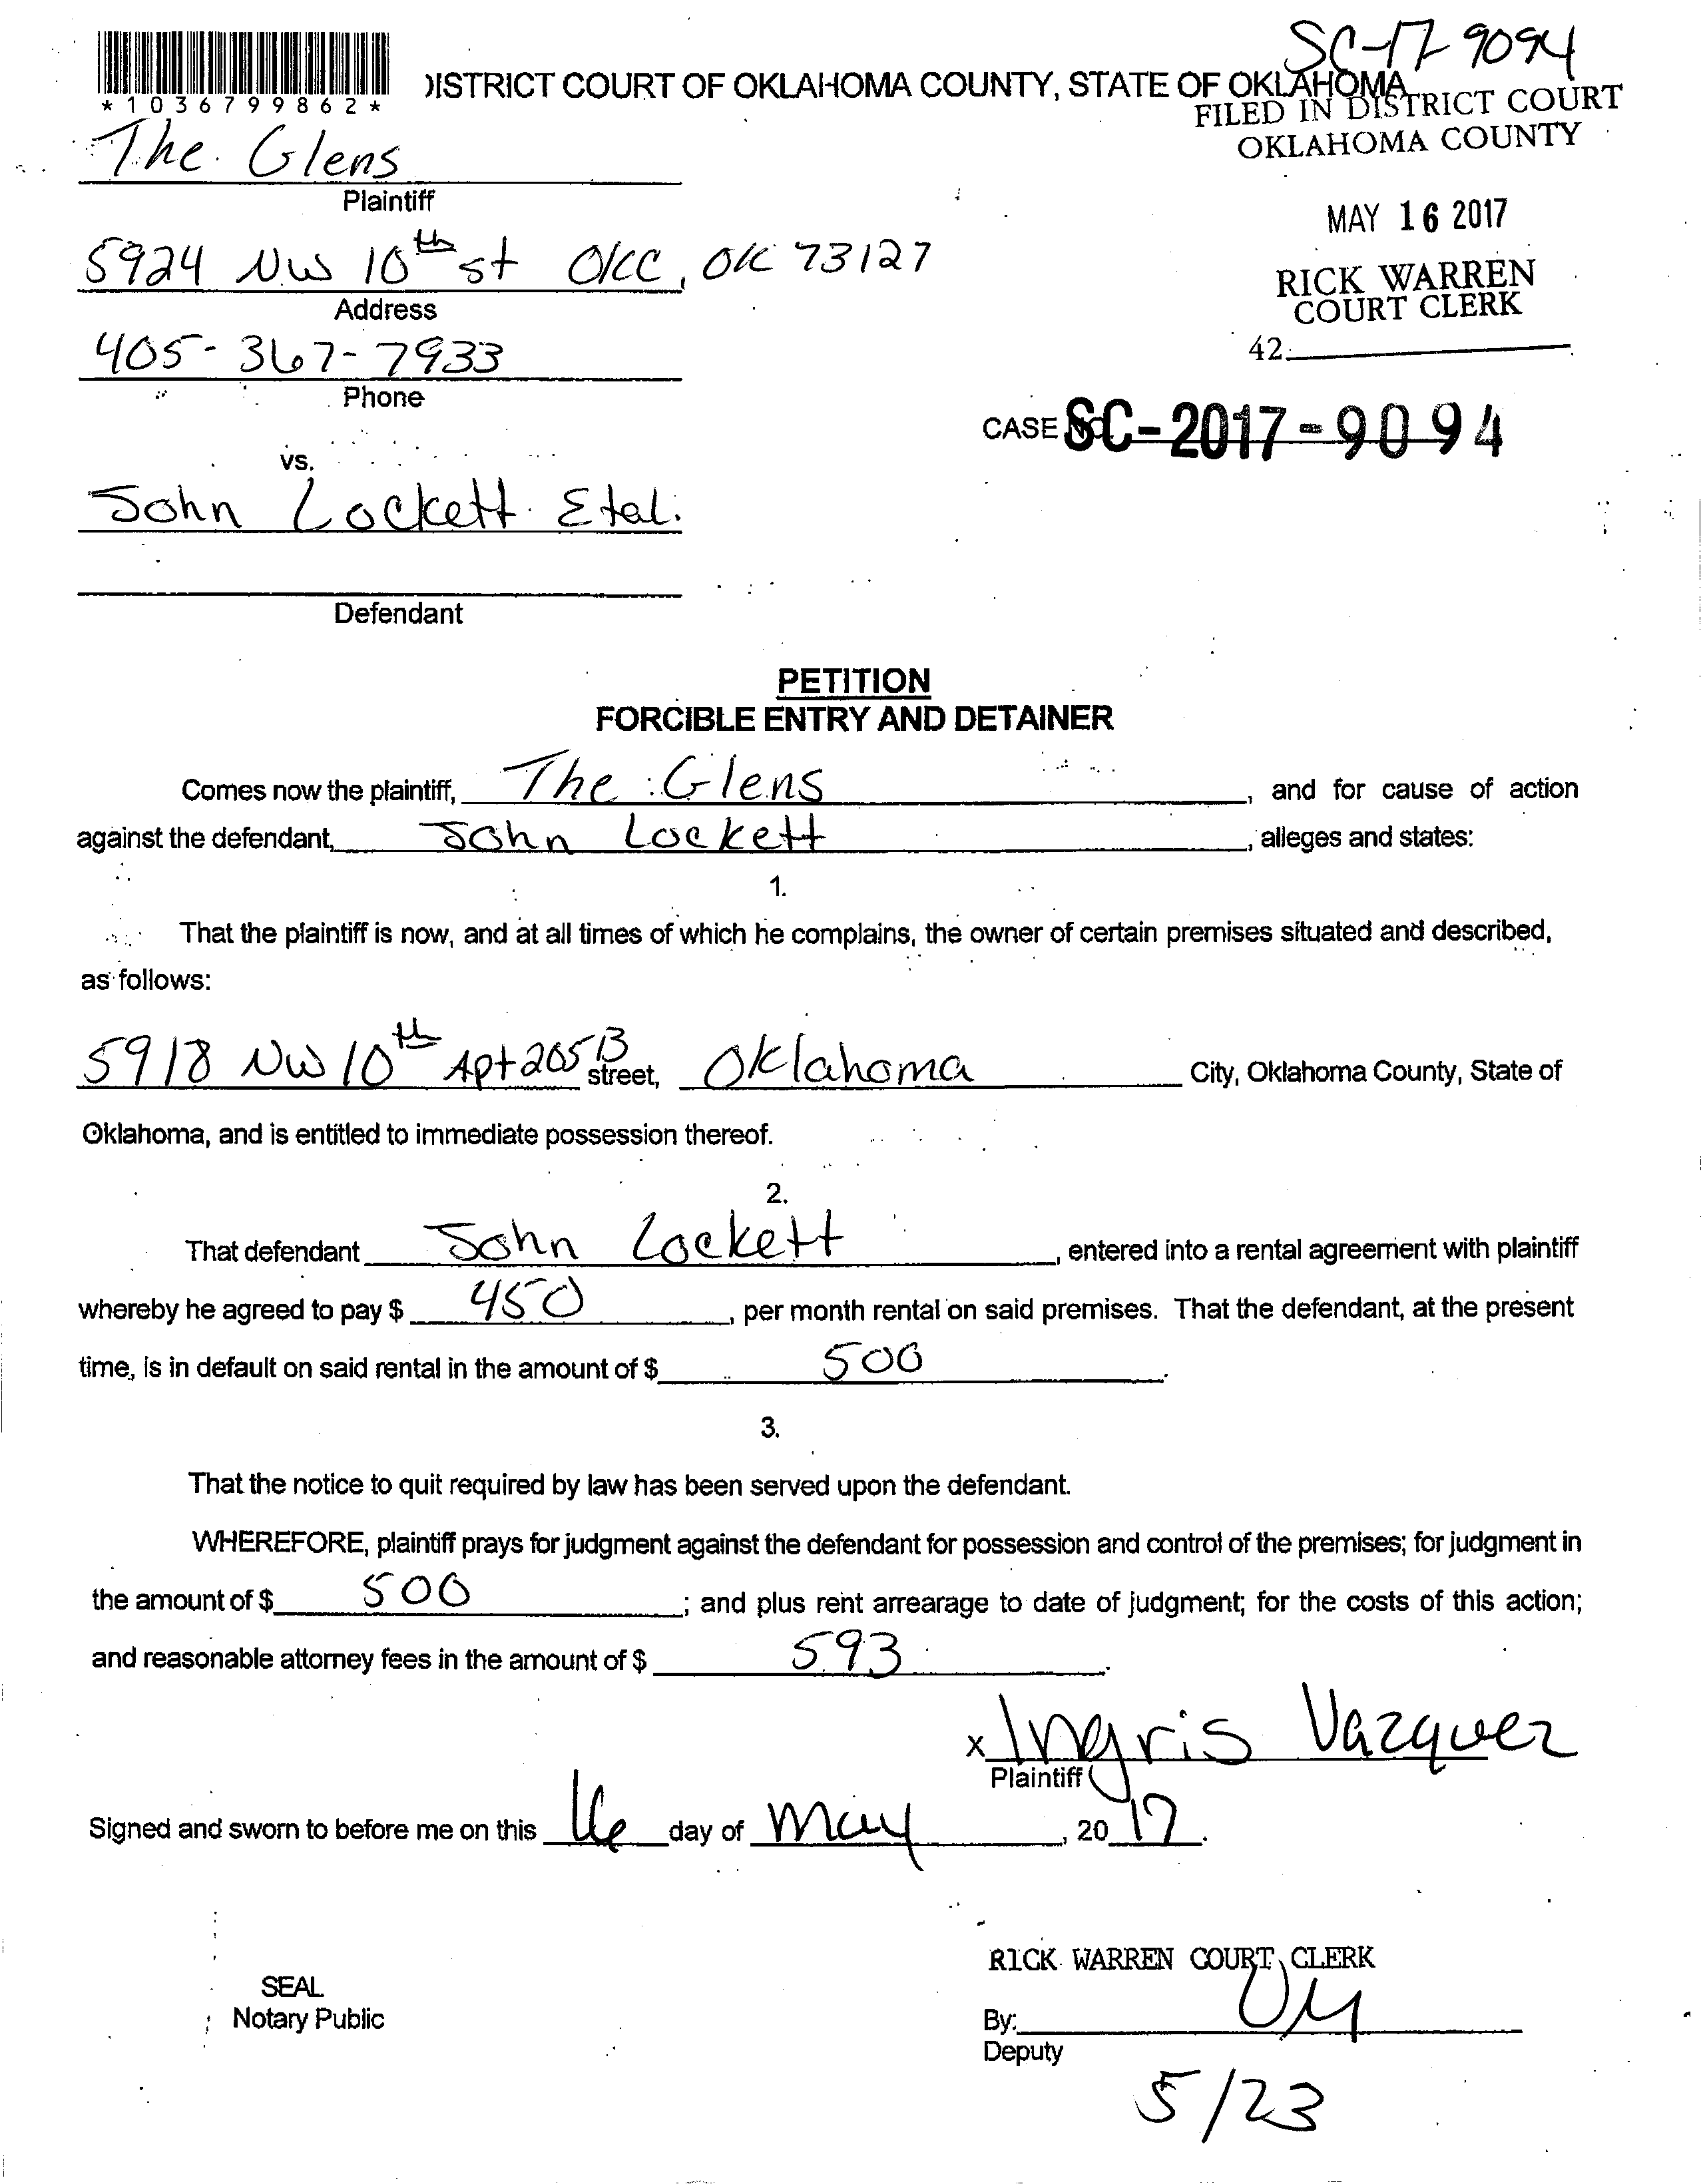 SC-17 9094
*1036799862*
DISTRICT COURT OF OKLAHOMA COUNTY, STATE OF OKLAHOMA
FILED IN DISTRICT COURT
OKLAHOMA COUNTY
The Glens
Plaintiff
MAY 16 2017
5924 NW 10th st OKC, OK 73127
Address
RICK WARREN
COURT CLERK
405-367-7933
42
Phone
CASE NO. SC-2017-9094
vs.
John Lockett Etal.
Defendant
PETITION
FORCIBLE ENTRY AND DETAINER
Comes now the plaintiff, The Glens, and for cause of action
against the defendant, John Lockett, alleges and states:
1.
That the plaintiff is now, and at all times of which he complains, the owner of certain premises situated and described,
as follows:
5918 NW 10th Apt 205B street, Oklahoma City, Oklahoma County, State of
Oklahoma, and is entitled to immediate possession thereof.
2.
That defendant John Lockett, entered into a rental agreement with plaintiff
whereby he agreed to pay $ 450, per month rental on said premises. That the defendant, at the present
time, is in default on said rental in the amount of $ 500.
3.
That the notice to quit required by law has been served upon the defendant.
WHEREFORE, plaintiff prays for judgment against the defendant for possession and control of the premises; for judgment in
the amount of $ 500; and plus rent arrearage to date of judgment; for the costs of this action;
and reasonable attorney fees in the amount of $ 593.
x Ingris Vazquez
Plaintiff
Signed and sworn to before me on this 16 day of May, 20 17.
RICK WARREN COURT CLERK
SEAL
Notary Public
By:
Deputy
5/23